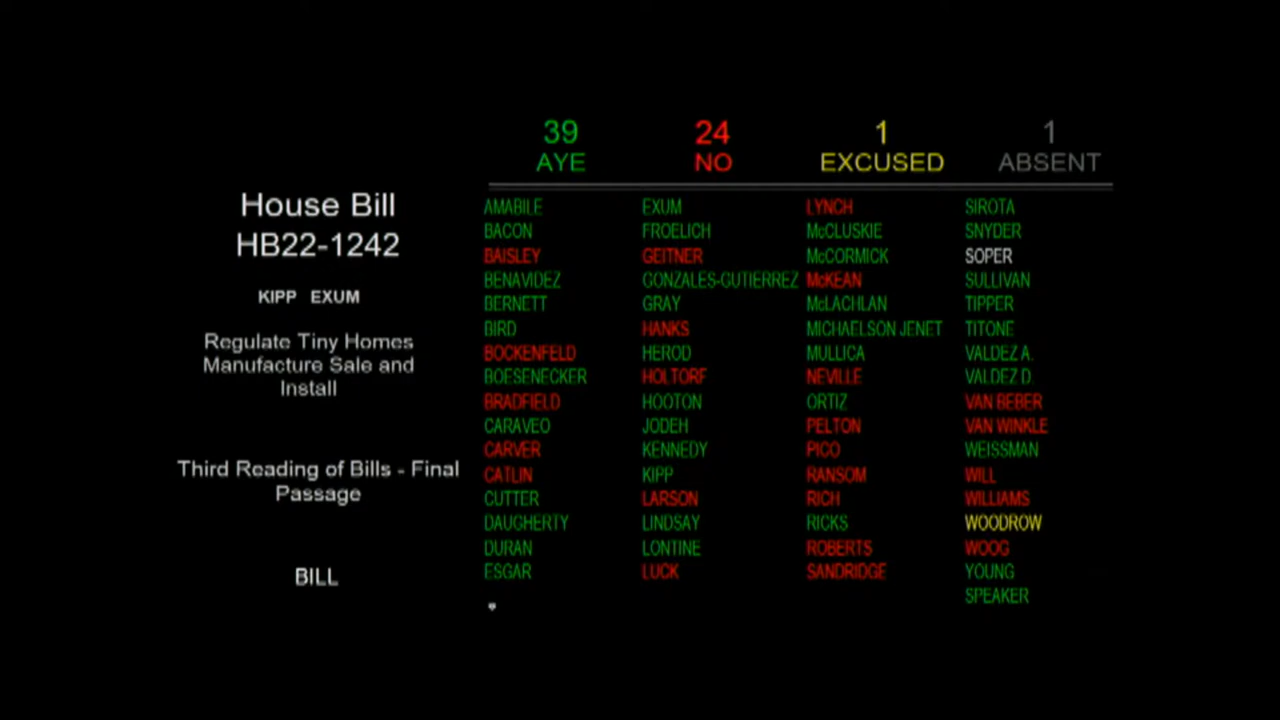 39 24 1 1
AYE NO EXCUSED ABSENT
House Bill
HB22-1242
KIPP EXUM
Regulate Tiny Homes
Manufacture Sale and
Install
Third Reading of Bills - Final
Passage
BILL
AMABILE EXUM LYNCH SIROTA
BACON FROELICH McCLUSKIE SNYDER
BAISLEY GEITNER McCORMICK SOPER
BENAVIDEZ GONZALES-GUTIERREZ McKEAN SULLIVAN
BERNETT GRAY McLACHLAN TIPPER
BIRD HANKS MICHAELSON JENET TITONE
BOCKENFELD HEROD MULLICA VALDEZ A.
BOESENECKER HOLTORF NEVILLE VALDEZ D.
BRADFIELD HOOTON ORTIZ VAN BEBER
CARAVEO JODEH PELTON VAN WINKLE
CARVER KENNEDY PICO WEISSMAN
CATLIN KIPP RANSOM WILL
CUTTER LARSON RICH WILLIAMS
DAUGHERTY LINDSAY RICKS WOODROW
DURAN LONTINE ROBERTS WOOG
ESGAR LUCK SANDRIDGE YOUNG
SPEAKER